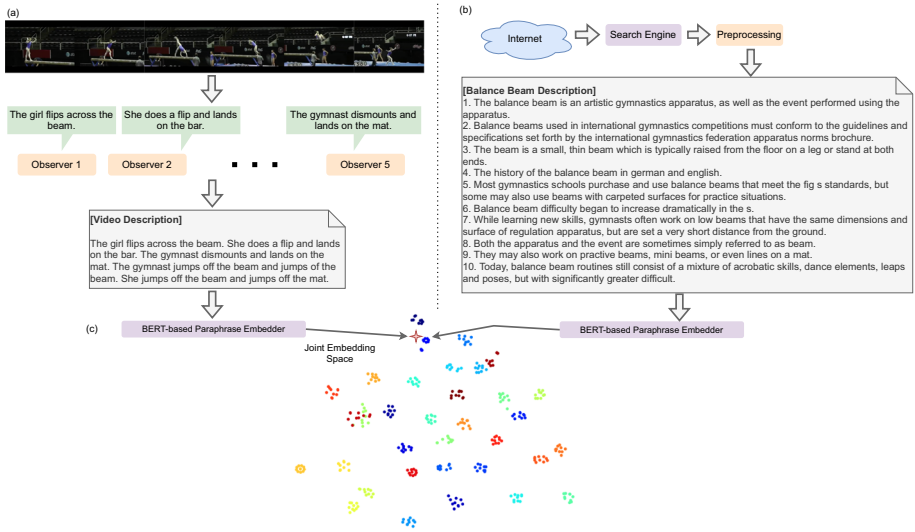 (a)
The girl flips across the
beam.
She does a flip and lands
on the bar.
The gymnast dismounts and
lands on the mat.
Observer 1
Observer 2
Observer 5
[Video Description]
The girl flips across the beam. She does a flip and lands
on the bar. The gymnast dismounts and lands on the
mat. The gymnast jumps off the beam and jumps off the
beam. She jumps off the beam and jumps off the mat.
BERT-based Paraphrase Embedder
(b)
Internet
Search Engine
Preprocessing
[Balance Beam Description]
1. The balance beam is an artistic gymnastics apparatus, as well as the event performed using the
apparatus.
2. Balance beams used in international gymnastics competitions must conform to the guidelines and
specifications set forth by the international gymnastics federation apparatus norms brochure.
3. The beam is a small, thin beam which is typically raised from the floor on a leg or stand at both
ends.
4. The history of the balance beam in german and english.
5. Most gymnastics schools purchase and use balance beams that meet the fig s standards, but
some may also use beams with carpeted surfaces for practice situations.
6. Balance beam difficulty began to increase dramatically in the s.
7. While learning new skills, gymnasts often work on low beams that have the same dimensions and
surface of regulation apparatus, but are set a very short distance from the ground.
8. Both the apparatus and the event are sometimes simply referred to as beam.
9. They may also work on practive beams, mini beams, or even lines on a mat.
10. Today, balance beam routines still consist of a mixture of acrobatic skills, dance elements, leaps
and poses, but with significantly greater difficult.
BERT-based Paraphrase Embedder
(c)
Joint Embedding
Space